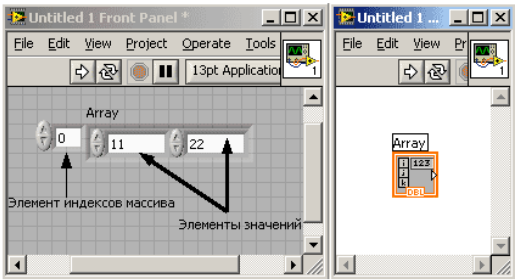 Untitled 1 Front Panel *
File Edit View Project Operate Tools
13pt Application
1
Array
0
11
22
Элемент индексов массива
Элементы значений
Untitled 1 ...
File Edit View Pr
1
Array
i
j
k
123
DBL